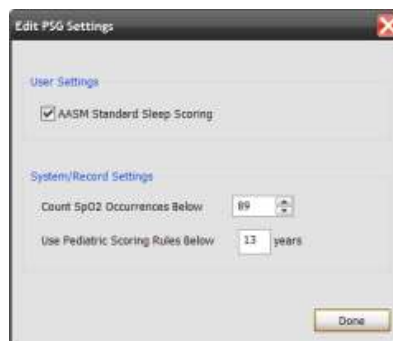 Edit PSG Settings
User Settings
AASM Standard Sleep Scoring
System/Record Settings
Count SpO2 Occurrences Below 89
Use Pediatric Scoring Rules Below 13 years
Done